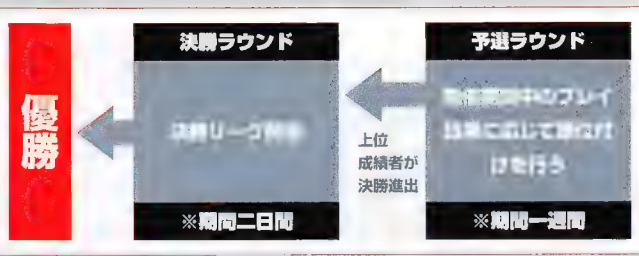 予選ラウンド
中のプレイ
結果に応じて順位付
けを行う
※期間一週間
上位
成績者が
決勝進出
決勝ラウンド
決勝リーグ
※期間二日間
優勝